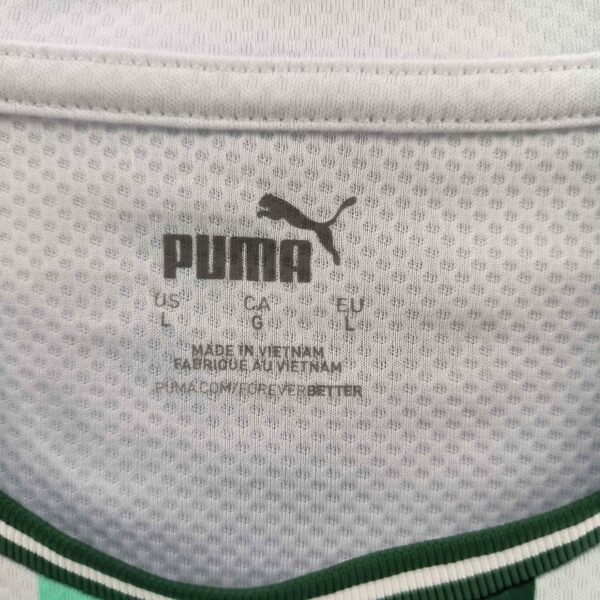 PUMA
US CA EU
L G L
MADE IN VIETNAM
FABRIQUE AU VIETNAM
PUMA.COM/FOREVERBETTER